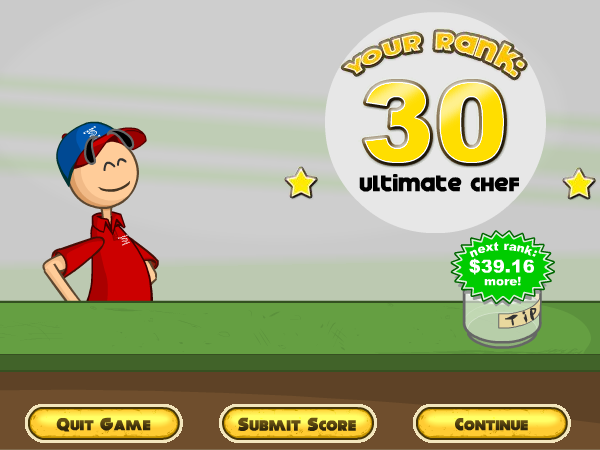 YOUR RANK:
30
ULTIMATE CHEF
next rank:
$39.16
more!
TIP
QUIT GAME
SUBMIT SCORE
CONTINUE